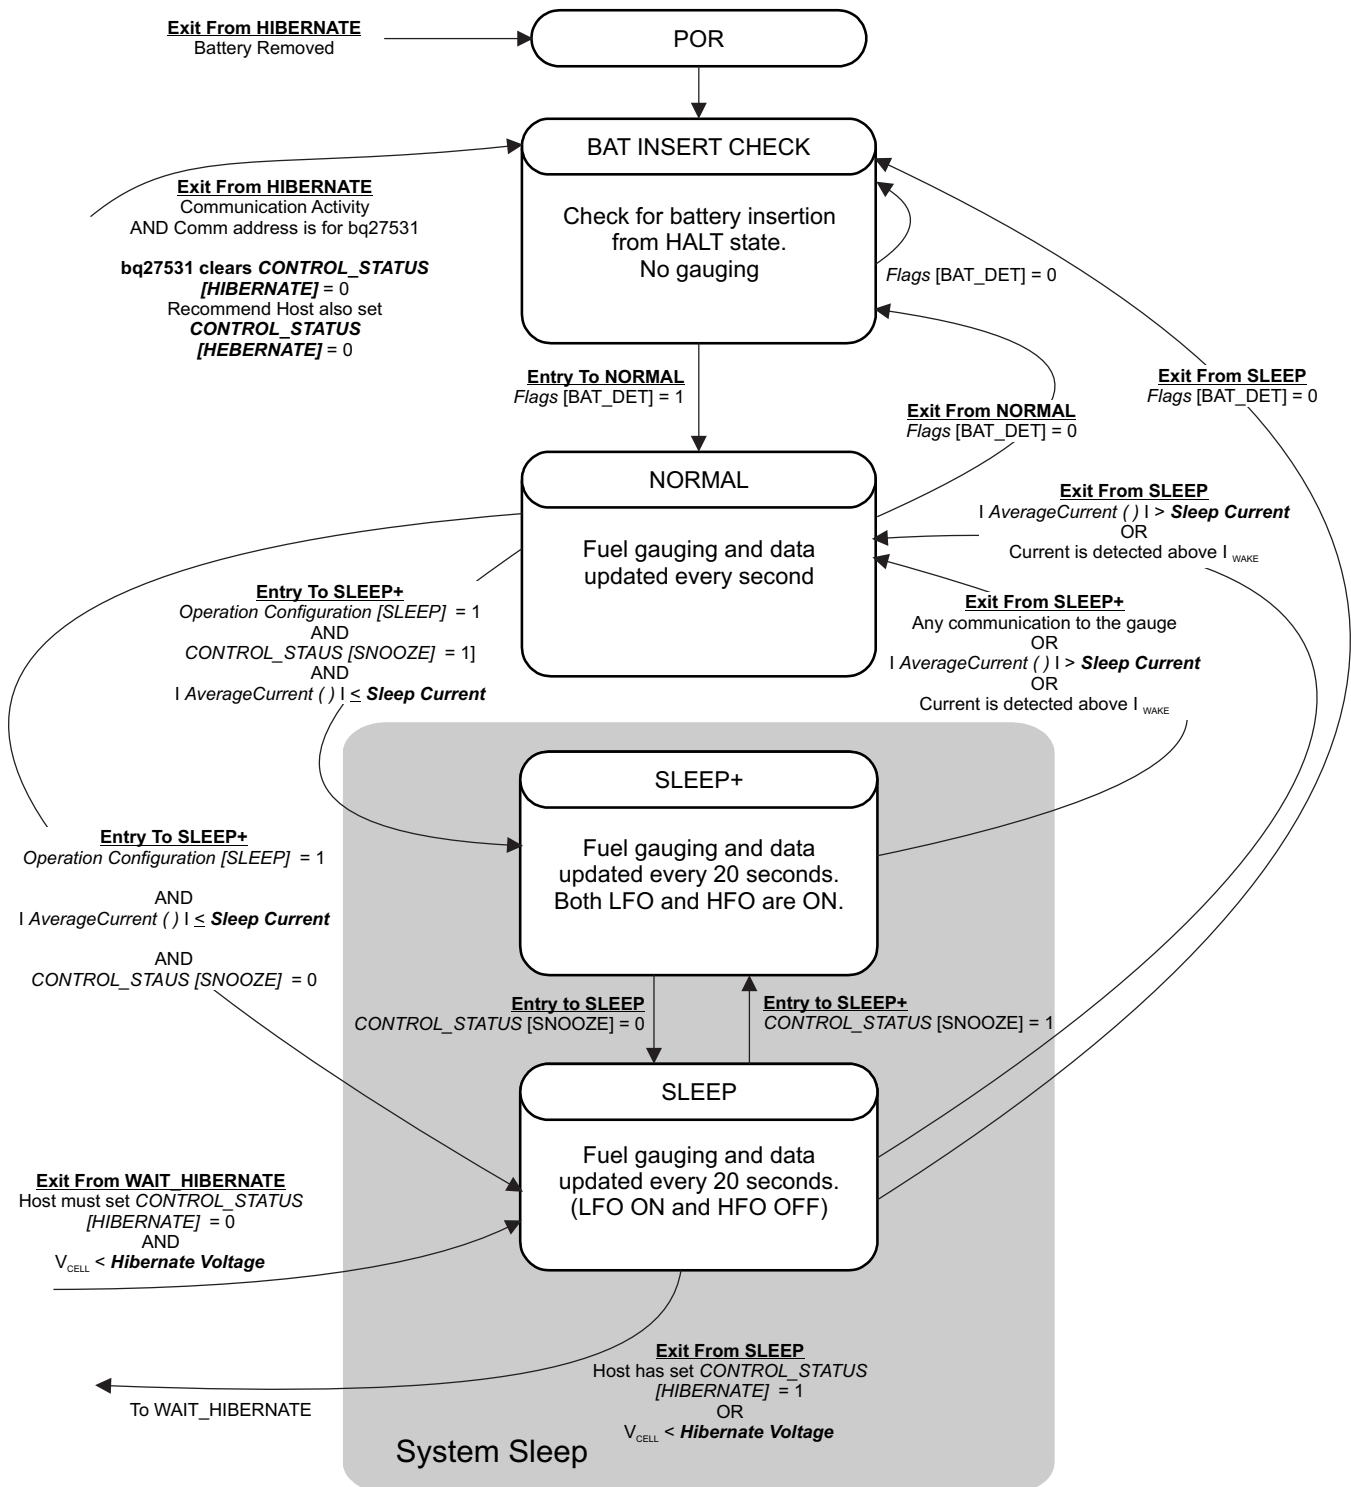 Exit From HIBERNATE
Battery Removed
POR
BAT INSERT CHECK
Check for battery insertion
from HALT state.
No gauging
Exit From HIBERNATE
Communication Activity
AND Comm address is for bq27531
bq27531 clears CONTROL_STATUS
[HIBERNATE] = 0
Recommend Host also set
CONTROL_STATUS
[HEBERNATE] = 0
Flags [BAT_DET] = 0
Entry To NORMAL
Flags [BAT_DET] = 1
Exit From NORMAL
Flags [BAT_DET] = 0
Exit From SLEEP
Flags [BAT_DET] = 0
NORMAL
Fuel gauging and data
updated every second
Exit From SLEEP
I AverageCurrent ( ) I > Sleep Current
OR
Current is detected above I WAKE
Entry To SLEEP+
Operation Configuration [SLEEP] = 1
AND
CONTROL_STAUS [SNOOZE] = 1]
AND
I AverageCurrent ( ) I ≤ Sleep Current
Exit From SLEEP+
Any communication to the gauge
OR
I AverageCurrent ( ) I > Sleep Current
OR
Current is detected above I WAKE
SLEEP+
Fuel gauging and data
updated every 20 seconds.
Both LFO and HFO are ON.
Entry To SLEEP+
Operation Configuration [SLEEP] = 1
AND
I AverageCurrent ( ) I ≤ Sleep Current
AND
CONTROL_STAUS [SNOOZE] = 0
Entry to SLEEP
CONTROL_STATUS [SNOOZE] = 0
Entry to SLEEP+
CONTROL_STATUS [SNOOZE] = 1
SLEEP
Fuel gauging and data
updated every 20 seconds.
(LFO ON and HFO OFF)
Exit From WAIT_HIBERNATE
Host must set CONTROL_STATUS
[HIBERNATE] = 0
AND
VCELL < Hibernate Voltage
Exit From SLEEP
Host has set CONTROL_STATUS
[HIBERNATE] = 1
OR
VCELL < Hibernate Voltage
To WAIT_HIBERNATE
System Sleep